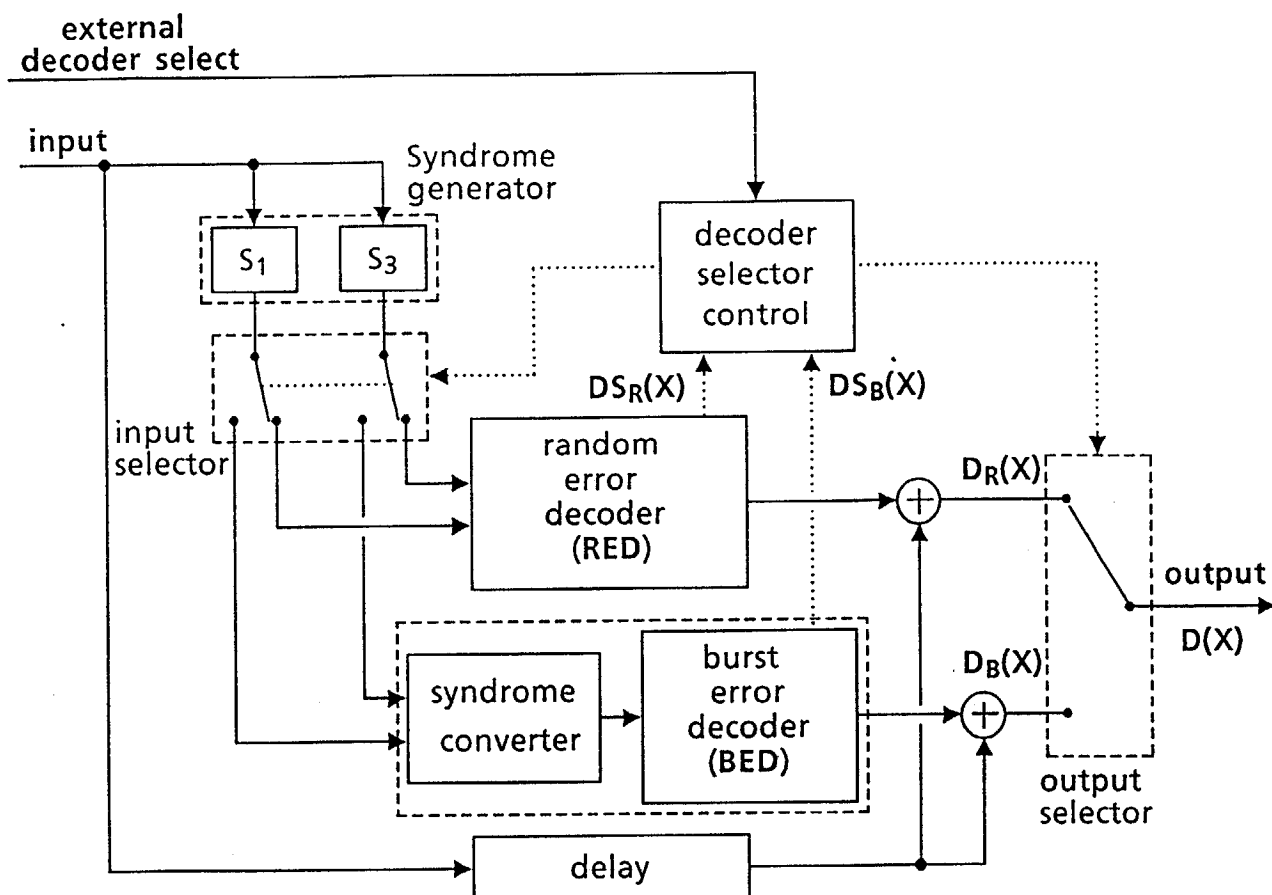 external
decoder select
input
Syndrome
generator
S1
S3
decoder
selector
control
DSR(X)
DSB(X)
input
selector
random
error
decoder
(RED)
DR(X)
output
D(X)
syndrome
converter
burst
error
decoder
(BED)
DB(X)
output
selector
delay